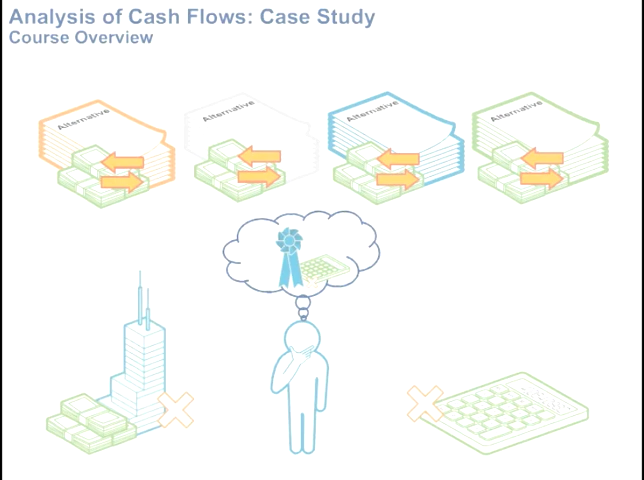 Analysis of Cash Flows: Case Study
Course Overview
Alternative
Alternative
Alternative
Alternative